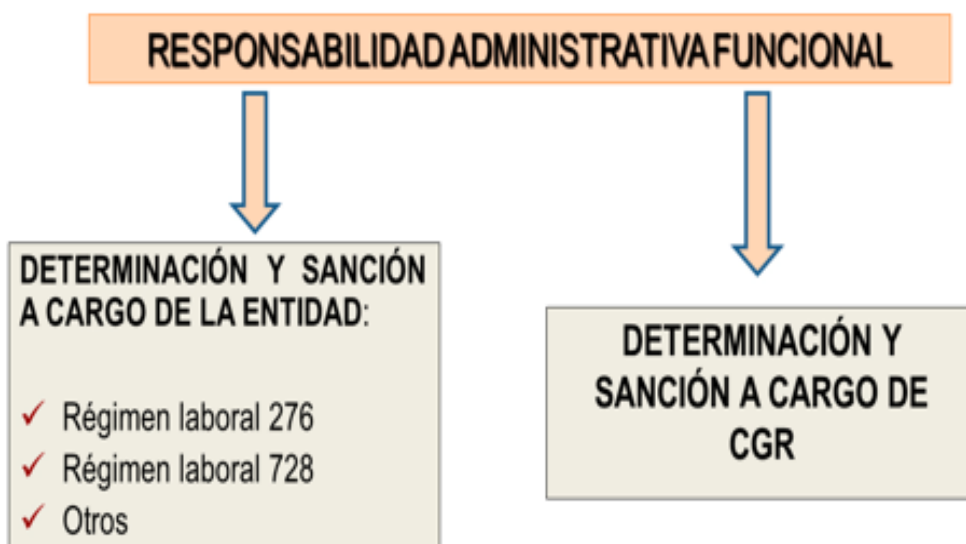 RESPONSABILIDAD ADMINISTRATIVA FUNCIONAL
DETERMINACIÓN Y SANCIÓN
A CARGO DE LA ENTIDAD:
✓ Régimen laboral 276
✓ Régimen laboral 728
✓ Otros
DETERMINACIÓN Y
SANCIÓN A CARGO DE
CGR